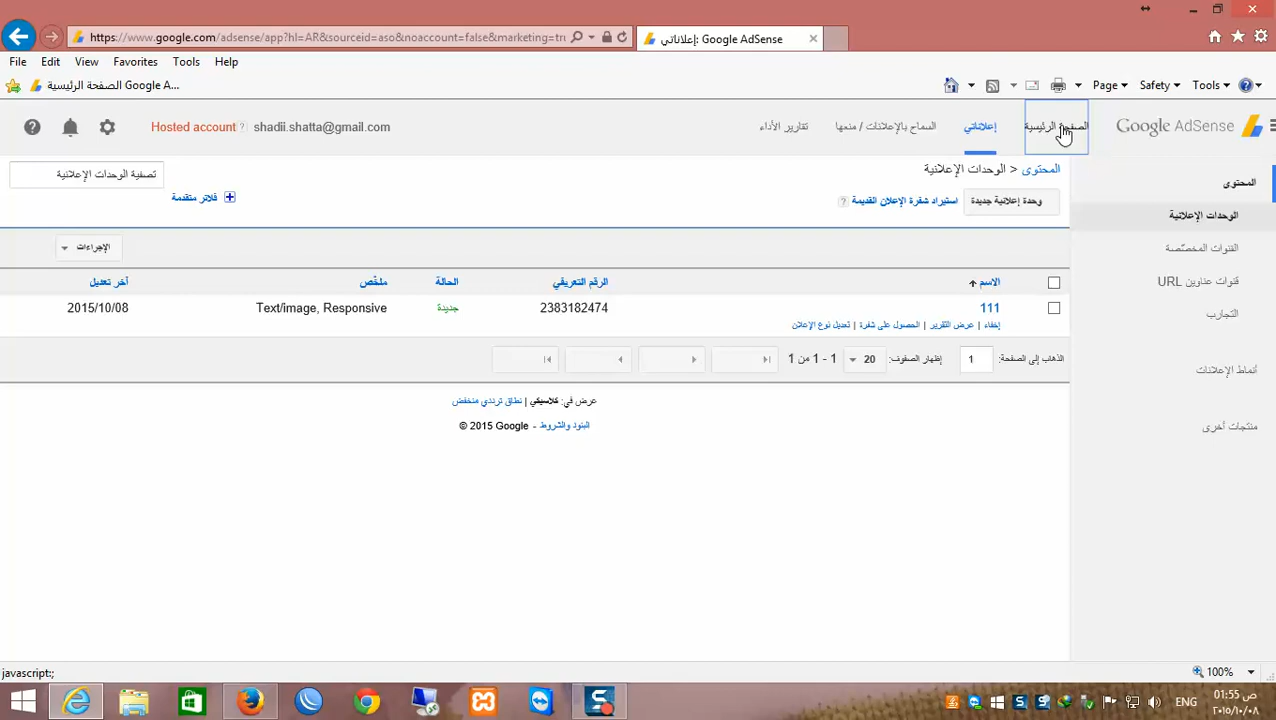 https://www.google.com/adsense/app?hl=AR&sourceid=aso&noaccount=false&marketing=tr
إعلاناتي: Google AdSense
File Edit View Favorites Tools Help
الصفحة الرئيسية Google A...
Page Safety Tools
Google AdSense
الصفحة الرئيسية
إعلاناتي
السماح بالإعلانات / منعها
تقارير الأداء
shadii.shatta@gmail.com
Hosted account ?
المحتوى
الوحدات الإعلانية
القنوات المخصّصة
قنوات عناوين URL
التجارب
أنماط الإعلانات
منتجات أخرى
المحتوى > الوحدات الإعلانية
تصفية الوحدات الإعلانية
فلاتر متقدمة
وحدة إعلانية جديدة
استيراد شفرة الإعلان القديمة ?
الإجراءات
الاسم الرقم التعريفي الحالة ملخّص آخر تعديل
111 2383182474 جديدة Text/image, Responsive 2015/10/08
إخفاء | عرض التقرير | الحصول على شفرة | تعديل نوع الإعلان
الذهاب إلى الصفحة: 1 إظهار الصفوف: 20 1 - 1 من 1
عرض في: كلاسيكي | نطاق ترددي منخفض
© 2015 Google - البنود والشروط
javascript:;
100%
ENG
01:55 ص
٢٠١٥/١٠/٠٨